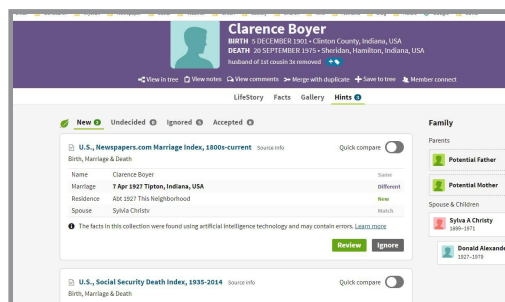 Clarence Boyer
BIRTH 5 DECEMBER 1901 • Clinton County, Indiana, USA
DEATH 20 SEPTEMBER 1975 • Sheridan, Hamilton, Indiana, USA
husband of 1st cousin 3x removed
View in tree View notes View comments Merge with duplicate Save to tree Member connect
LifeStory Facts Gallery Hints
New Undecided Ignored Accepted
U.S., Newspapers.com Marriage Index, 1800s-current Source info Quick compare
Birth, Marriage & Death
Name Clarence Boyer Same
Marriage 7 Apr 1927 Tipton, Indiana, USA Different
Residence Abt 1927 This Neighborhood New
Spouse Sylvia Christv Match
The facts in this collection were found using artificial intelligence technology and may contain errors. Learn more
Review Ignore
U.S., Social Security Death Index, 1935-2014 Source info Quick compare
Birth, Marriage & Death
Family
Parents
Potential Father
Potential Mother
Spouse & Children
Sylva A Christy
1899–1971
Donald Alexande
1927–1979